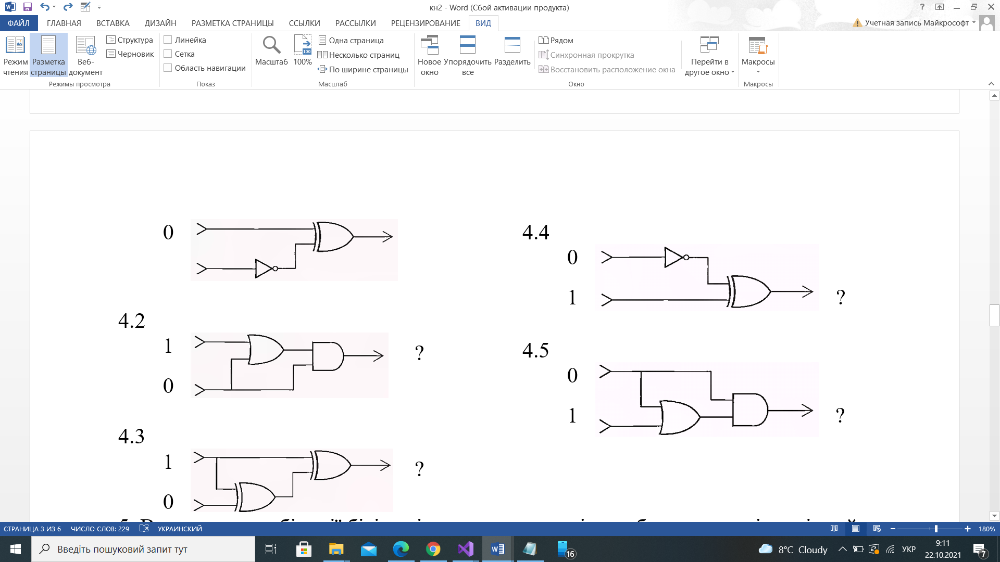 кн2 - Word (Сбой активации продукта)
ФАЙЛ ГЛАВНАЯ ВСТАВКА ДИЗАЙН РАЗМЕТКА СТРАНИЦЫ ССЫЛКИ РАССЫЛКИ РЕЦЕНЗИРОВАНИЕ ВИД Учетная запись Майкрософт
Режим чтения
Разметка страницы
Веб-документ
Структура
Черновик
Режимы просмотра
Линейка
Сетка
Область навигации
Показ
Масштаб
100
100%
Одна страница
Несколько страниц
По ширине страницы
Масштаб
Новое окно
Упорядочить все
Разделить
Рядом
Синхронная прокрутка
Восстановить расположение окна
Перейти в другое окно
Окно
Макросы
Макросы
0
4.2
1
0
?
4.3
1
0
?
4.4
0
1
?
4.5
0
1
?
СТРАНИЦА 3 ИЗ 6 ЧИСЛО СЛОВ: 229 УКРАИНСКИЙ 180%
Введіть пошуковий запит тут
16
8°C Cloudy
УКР
9:11
22.10.2021
7